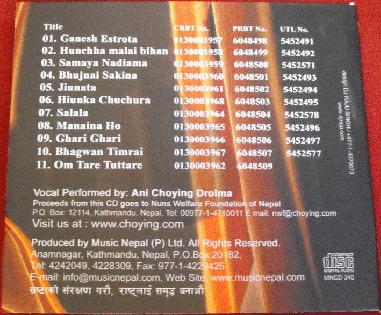 Title CRBT No. PRBT No. UTL No.
01. Ganesh Estrota 0130003957 6048498 5452491
02. Hunchha malai bihan 0130003958 6048499 5452492
03. Samaya Nadiama 0130003959 6048500 5452571
04. Bhujnai Sakina 0130003960 6048501 5452493
05. Jiunata 0130003961 6048502 5452494
06. Hiunka Chuchura 0130003968 6048503 5452495
07. Salala 0130003964 6048504 5452578
08. Manaina Ho 0130003965 6048505 5452496
09. Ghari Ghari 0130003966 6048506 5452497
10. Bhagwan Timrai 0130003967 6048507 5452577
11. Om Tare Tuttare 0130003962 6048509
Vocal Performed by: Ani Choying Drolma
Proceeds from this CD goes to Nuns Welfare Foundation of Nepal
P.O. Box: 12114, Kathmandu, Nepal, Tel: 00977-1-4710011 E mail: nwf@choying.com
Visit us at : www.choying.com
Produced by Music Nepal (P) Ltd. All Rights Reserved.
Anamnagar, Kathmandu, Nepal, P.O.Box 20182,
Tel: 4242049, 4228309, Fax: 977-1-4229425
E-mail: info@musicnepal.com, Web Site: www.musicnepal.com
स्रष्टाको संरक्षण गरौं, राष्ट्रलाई समृद्ध बनाऔं
COMPACT
disc
DIGITAL AUDIO
MNCD 240